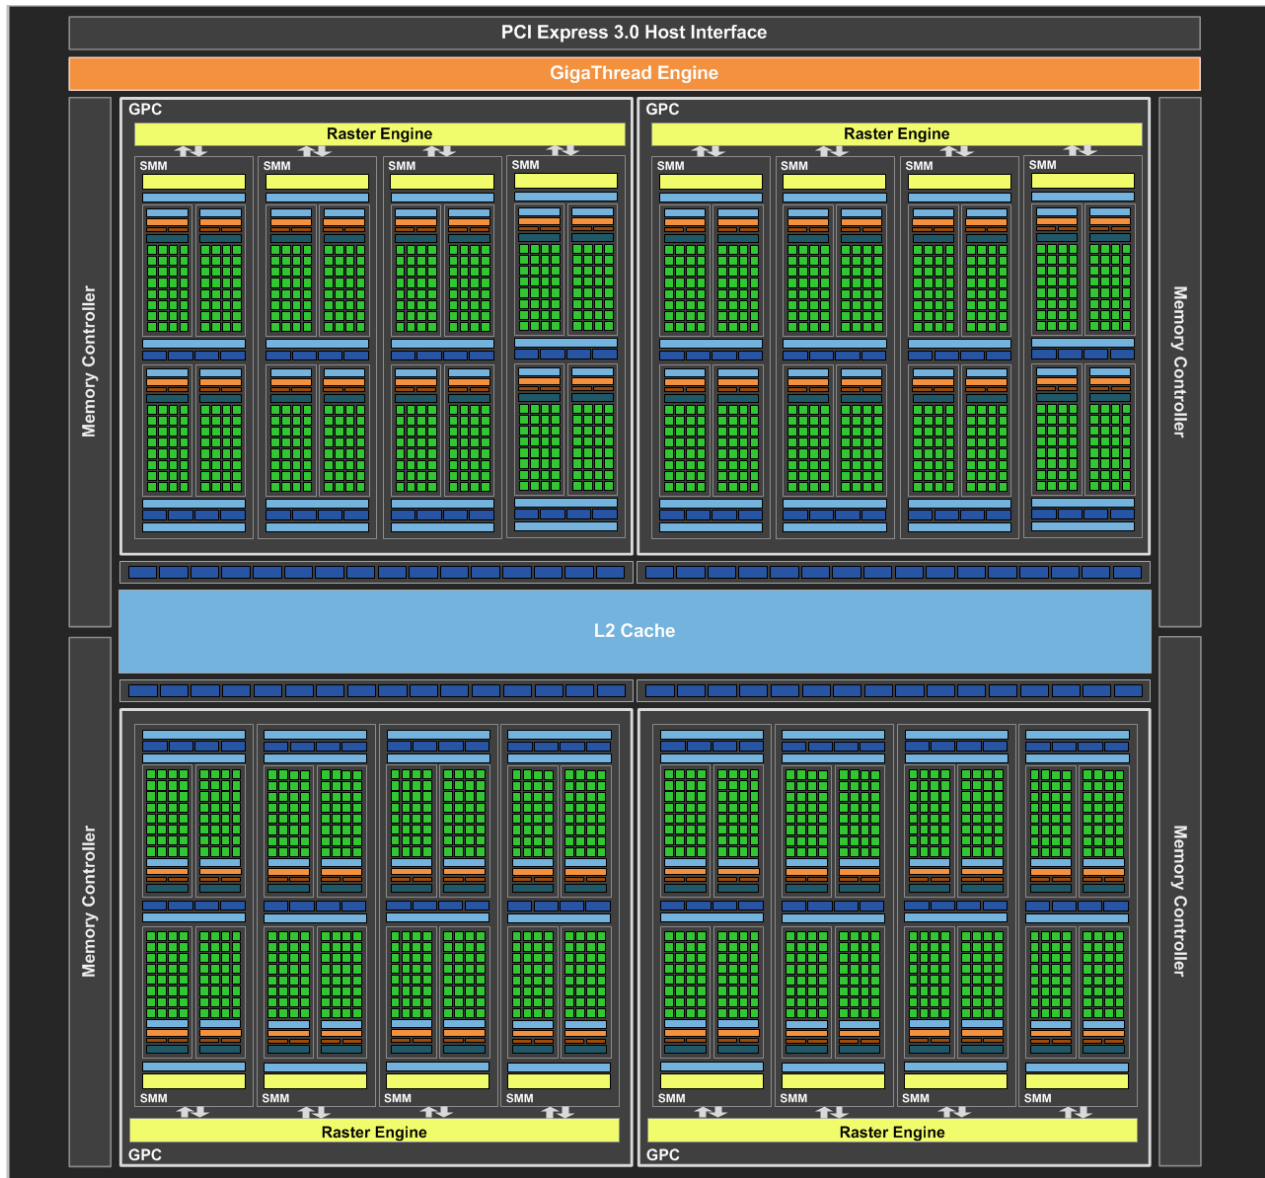 PCI Express 3.0 Host Interface
GigaThread Engine
Memory Controller
GPC
Raster Engine
SMM
SMM
SMM
SMM
GPC
Raster Engine
SMM
SMM
SMM
SMM
Memory Controller
L2 Cache
Memory Controller
SMM
SMM
SMM
SMM
Raster Engine
GPC
SMM
SMM
SMM
SMM
Raster Engine
GPC
Memory Controller